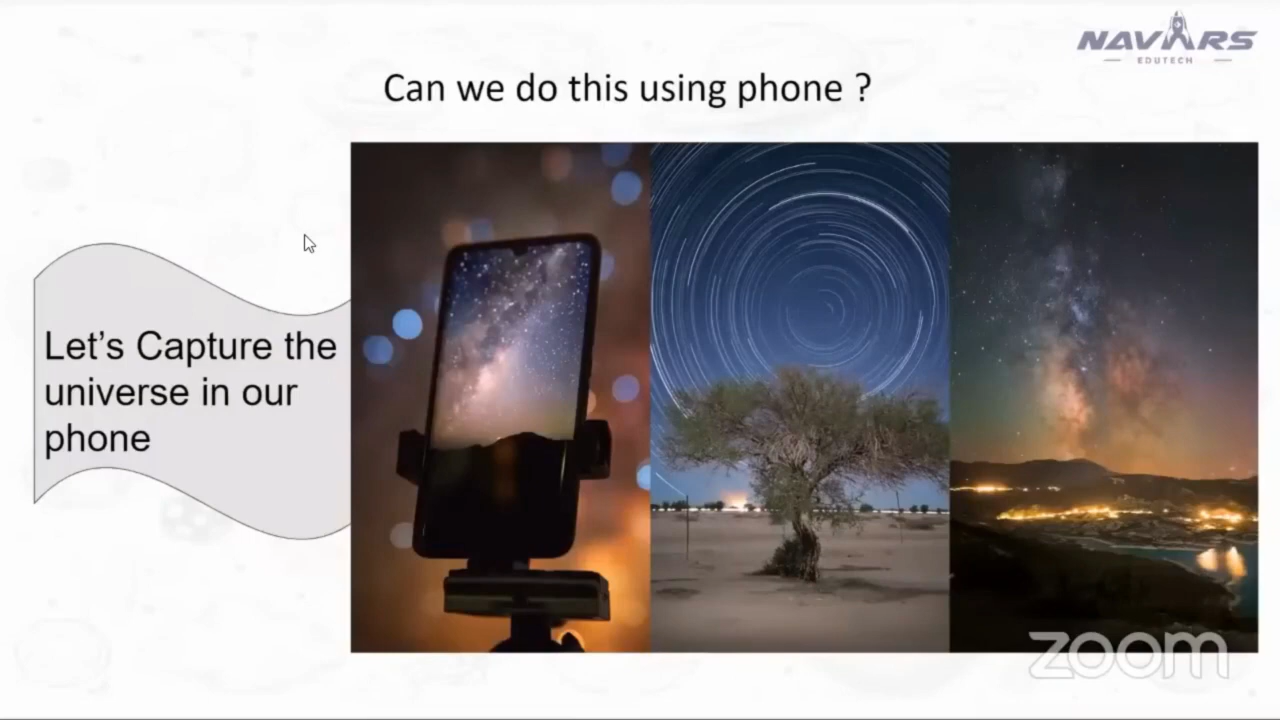 NAVARS
EDUTECH
Can we do this using phone ?
Let's Capture the
universe in our
phone
zoom